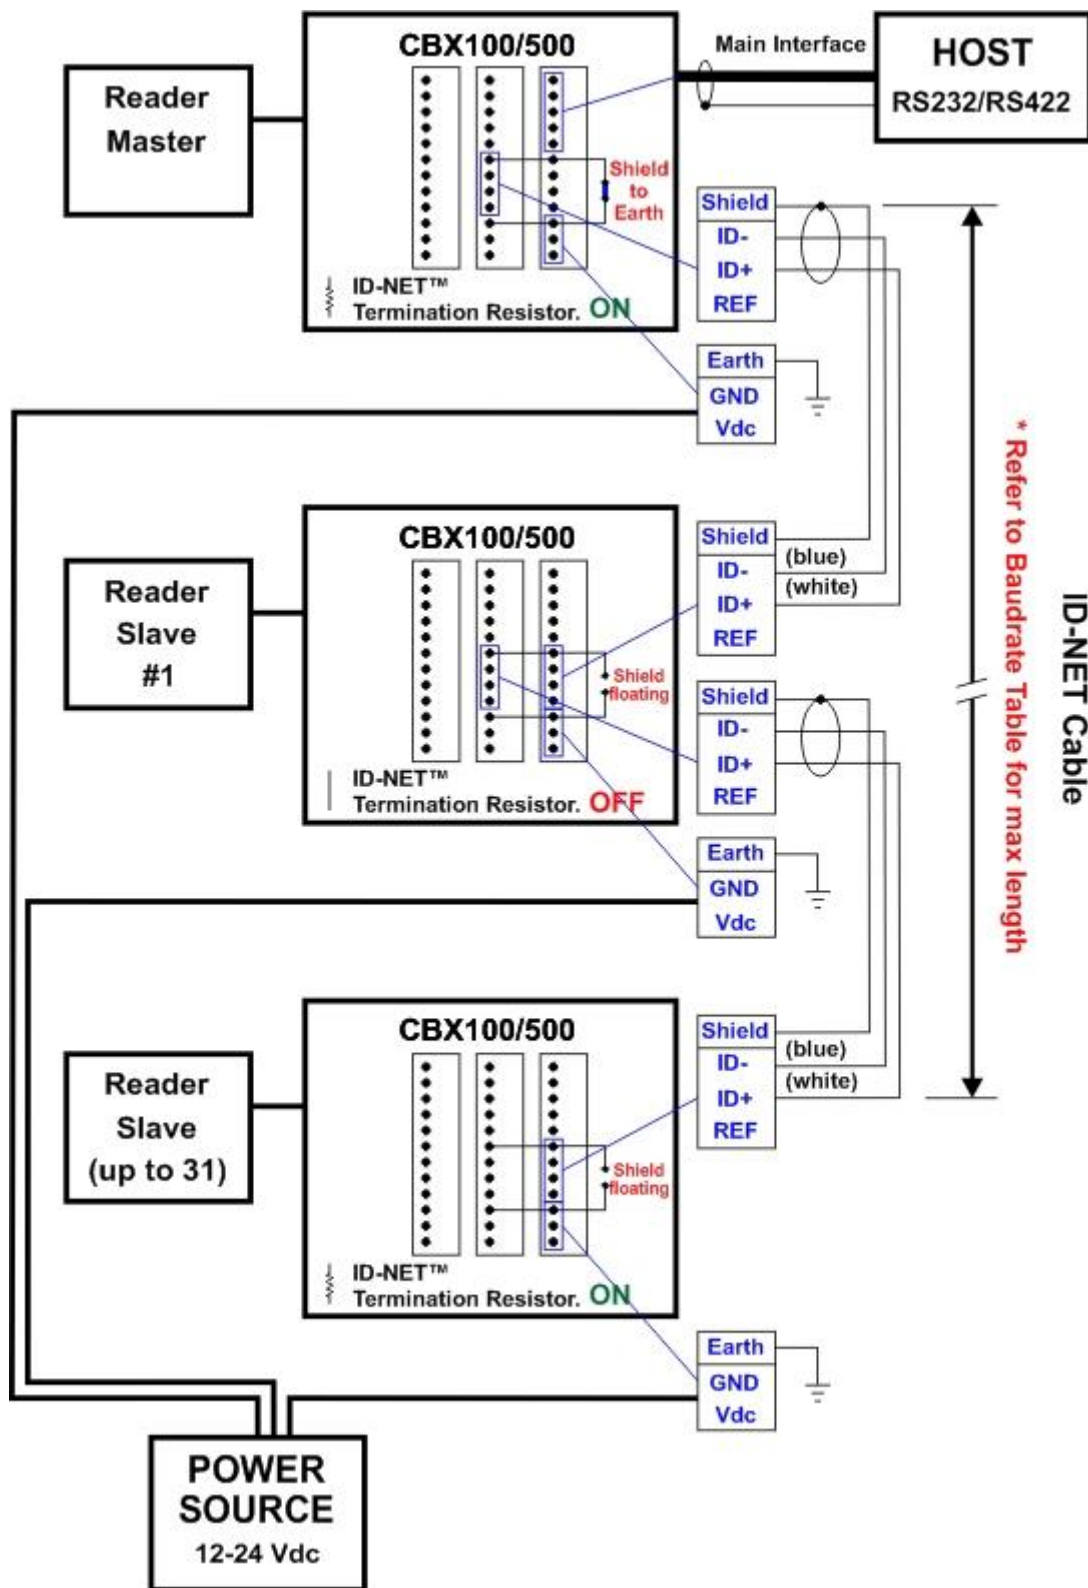 CBX100/500
Main Interface
HOST
RS232/RS422
Reader
Master
Shield
to
Earth
ID-NET™
Termination Resistor. ON
Shield
ID-
ID+
REF
Earth
GND
Vdc
CBX100/500
Reader
Slave
#1
Shield
floating
ID-NET™
Termination Resistor. OFF
Shield
ID-
(blue)
ID+
(white)
REF
Shield
ID-
ID+
REF
Earth
GND
Vdc
* Refer to Baudrate Table for max length
ID-NET Cable
CBX100/500
Reader
Slave
(up to 31)
Shield
floating
ID-NET™
Termination Resistor. ON
Shield
ID-
(blue)
ID+
(white)
REF
Earth
GND
Vdc
POWER
SOURCE
12-24 Vdc